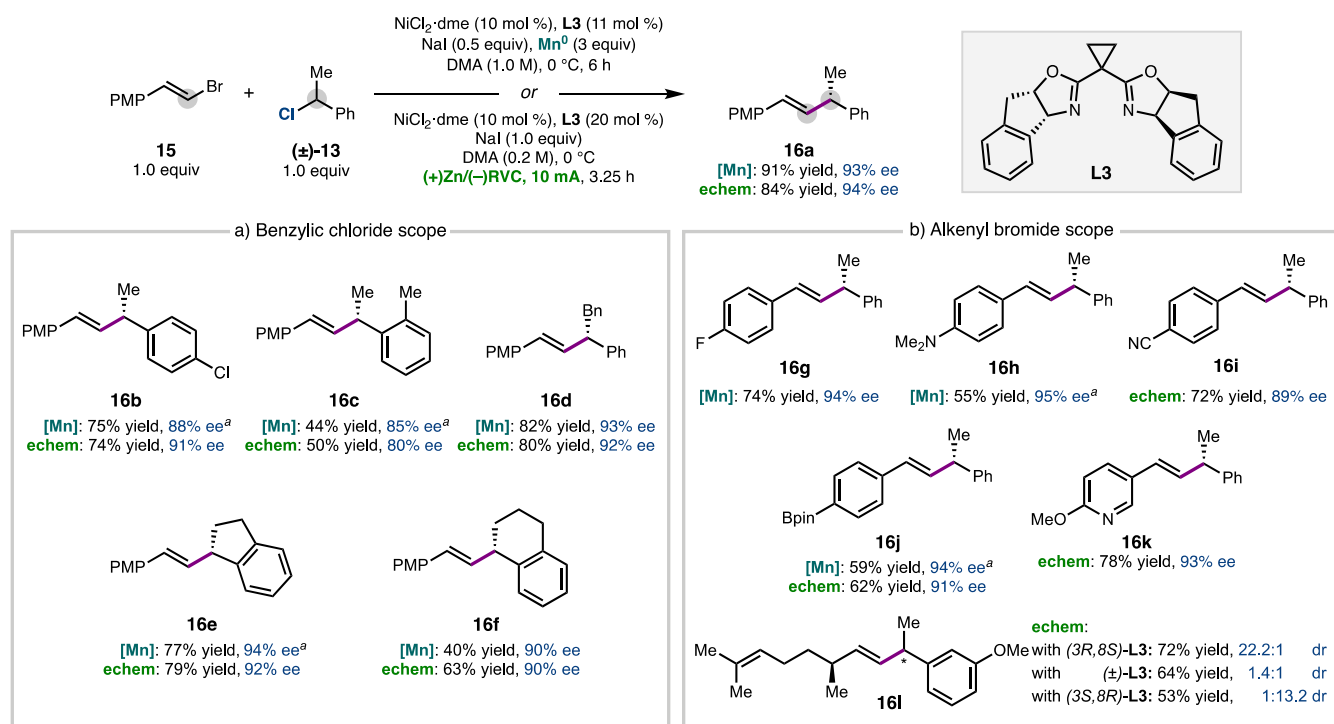 NiCl2·dme (10 mol %), L3 (11 mol %)
NaI (0.5 equiv), Mn0 (3 equiv)
DMA (1.0 M), 0 °C, 6 h
or
NiCl2·dme (10 mol %), L3 (20 mol %)
NaI (1.0 equiv)
DMA (0.2 M), 0 °C
(+)Zn/(–)RVC, 10 mA, 3.25 h
PMP
Br
15
1.0 equiv
+
Me
Cl
Ph
(±)-13
1.0 equiv
Me
PMP
Ph
16a
[Mn]: 91% yield, 93% ee
echem: 84% yield, 94% ee
O
O
N
N
L3
a) Benzylic chloride scope
Me
PMP
Cl
16b
[Mn]: 75% yield, 88% ee a
echem: 74% yield, 91% ee
Me
Me
PMP
16c
[Mn]: 44% yield, 85% ee a
echem: 50% yield, 80% ee
Bn
PMP
Ph
16d
[Mn]: 82% yield, 93% ee
echem: 80% yield, 92% ee
PMP
16e
[Mn]: 77% yield, 94% ee a
echem: 79% yield, 92% ee
PMP
16f
[Mn]: 40% yield, 90% ee
echem: 63% yield, 90% ee
b) Alkenyl bromide scope
Me
Ph
F
16g
[Mn]: 74% yield, 94% ee
Me
Ph
NMe2
16h
[Mn]: 55% yield, 95% ee a
Me
Ph
NC
16i
echem: 72% yield, 89% ee
Me
Ph
Bpin
16j
[Mn]: 59% yield, 94% ee a
echem: 62% yield, 91% ee
Me
Ph
MeO
N
16k
echem: 78% yield, 93% ee
Me
OMe
Me
Me
Me
*
16l
echem:
with (3R,8S)-L3: 72% yield, 22.2:1 dr
with (±)-L3: 64% yield, 1.4:1 dr
with (3S,8R)-L3: 53% yield, 1:13.2 dr